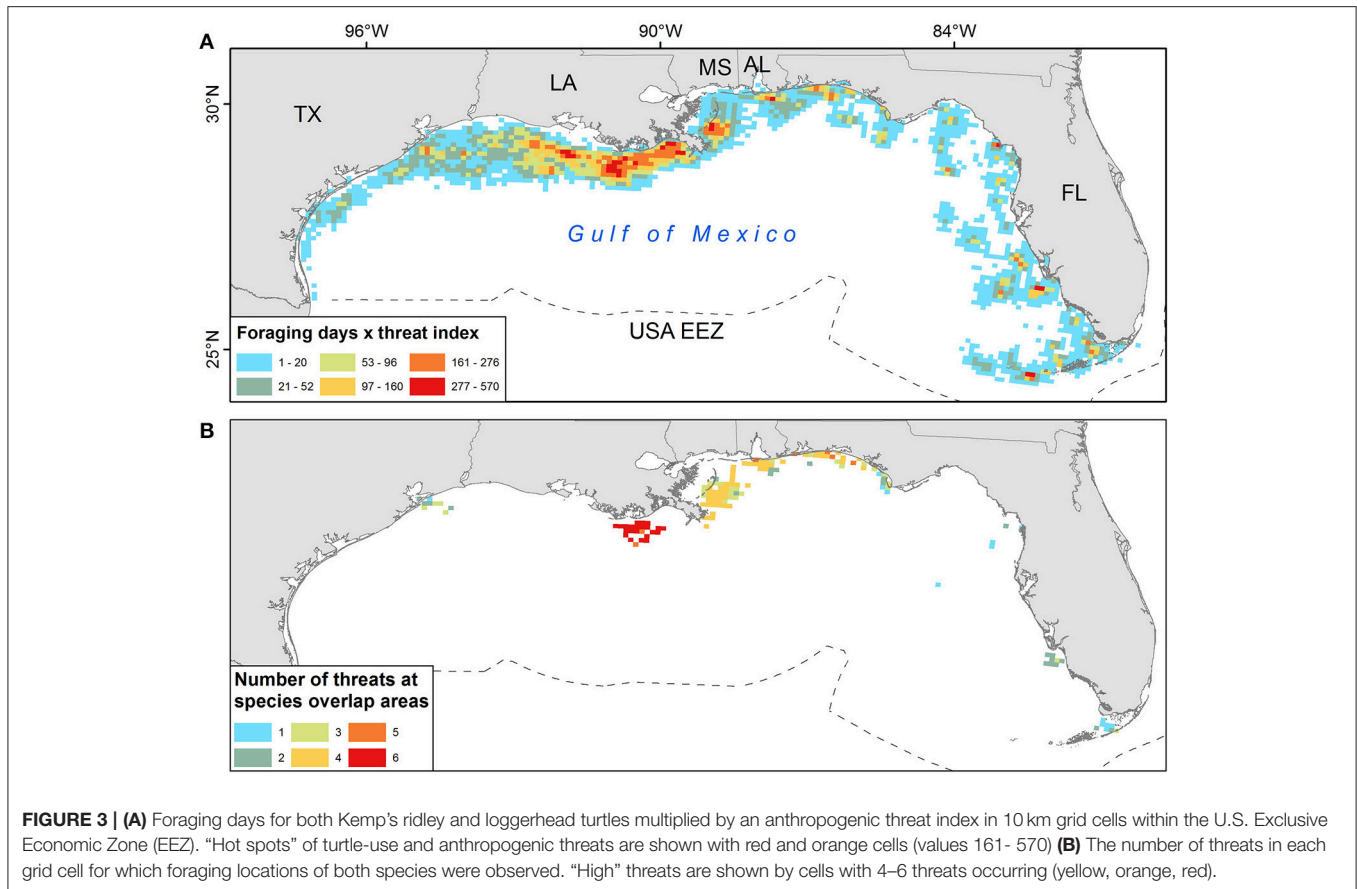 96°W 90°W 84°W
A
MS AL
LA
TX
30°N
FL
Gulf of Mexico
25°N
USA EEZ
Foraging days x threat index
1 - 20 53 - 96 161 - 276
21 - 52 97 - 160 277 - 570
B
Number of threats at
species overlap areas
1 3 5
2 4 6
FIGURE 3 | (A) Foraging days for both Kemp's ridley and loggerhead turtles multiplied by an anthropogenic threat index in 10 km grid cells within the U.S. Exclusive
Economic Zone (EEZ). “Hot spots” of turtle-use and anthropogenic threats are shown with red and orange cells (values 161- 570) (B) The number of threats in each
grid cell for which foraging locations of both species were observed. “High” threats are shown by cells with 4–6 threats occurring (yellow, orange, red).